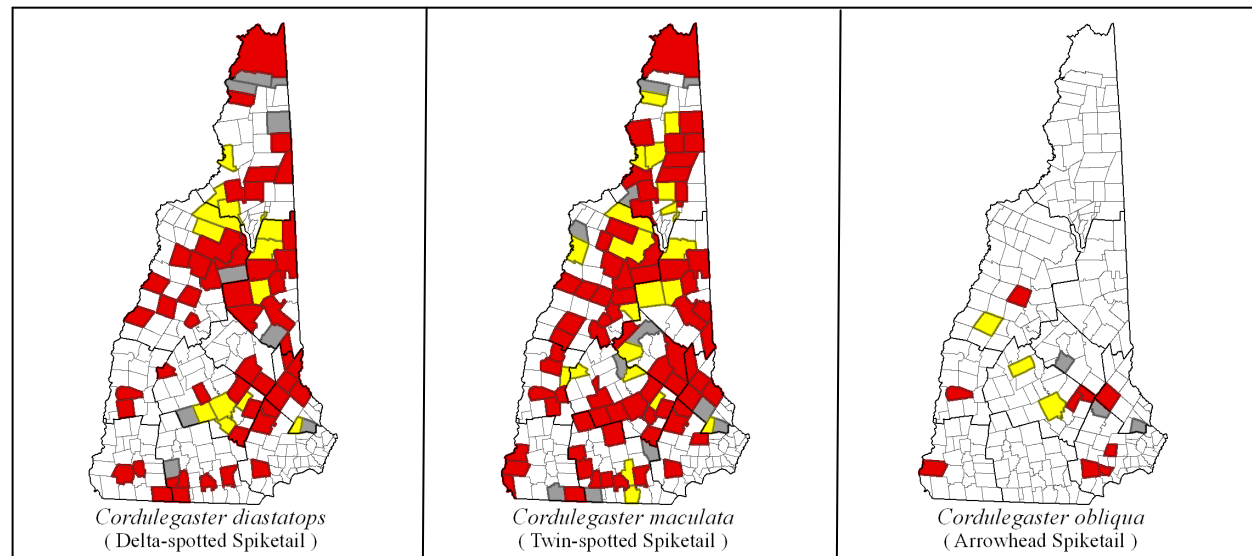 Cordulegaster diastatops
( Delta-spotted Spiketail )
Cordulegaster maculata
( Twin-spotted Spiketail )
Cordulegaster obliqua
( Arrowhead Spiketail )